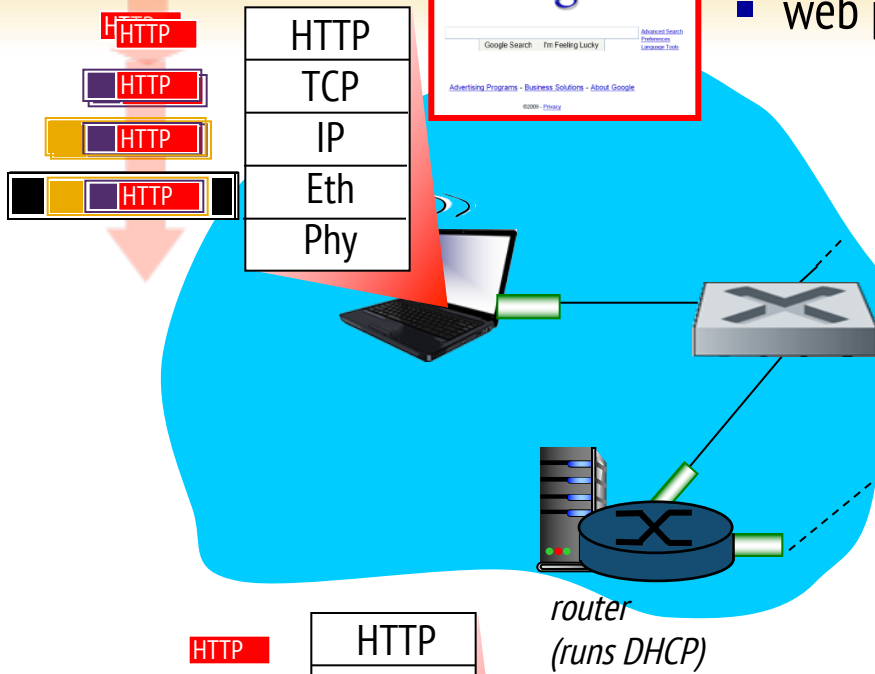 web p
HTTP
HTTP
HTTP
HTTP
HTTP
HTTP
TCP
IP
Eth
Phy
Google Search I'm Feeling Lucky
Advanced Search
Preferences
Language Tools
Advertising Programs - Business Solutions - About Google
©2009 - Privacy
router
(runs DHCP)
HTTP
HTTP